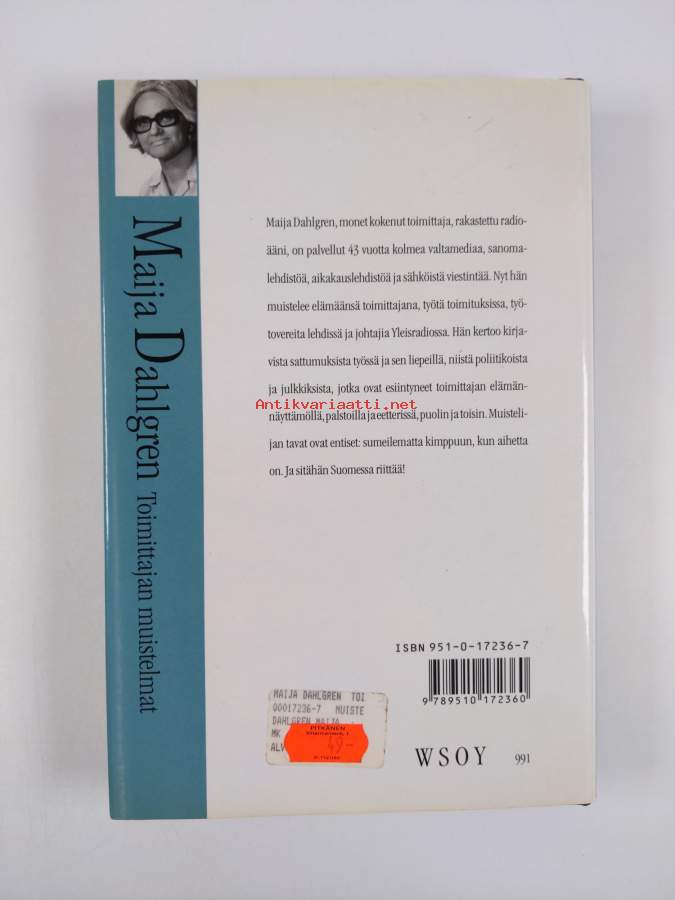 Maija Dahlgren Toimittajan muistelmat
Maija Dahlgren, monet kokenut toimittaja, rakastettu radio-
ääni, on palvellut 43 vuotta kolmea valtamediaa, sanoma-
lehdistöä, aikakauslehdistöä ja sähköistä viestintää. Nyt hän
muistelee elämäänsä toimittajana, työtä toimituksissa, työ-
tovereita lehdissä ja johtajia Yleisradiossa. Hän kertoo kirja-
vista sattumuksista työssä ja sen liepeillä, niistä poliitikoista
ja julkkiksista, jotka ovat esiintyneet toimittajan elämän-
Antikvariaatti.net
näyttämöllä, palstoilla ja eetterissä, puolin ja toisin. Muisteli-
jan tavat ovat entiset: sumeilematta kimppuun, kun aihetta
on. Ja sitähän Suomessa riittää!
ISBN 951-0-17236-7
9 789510 172360
MAIJA DAHLGREN TOI
00017236-7 MUISTE
DAHLGREN MAIJA
MK
ALV
PITKÄNEN
49-
WSOY 991